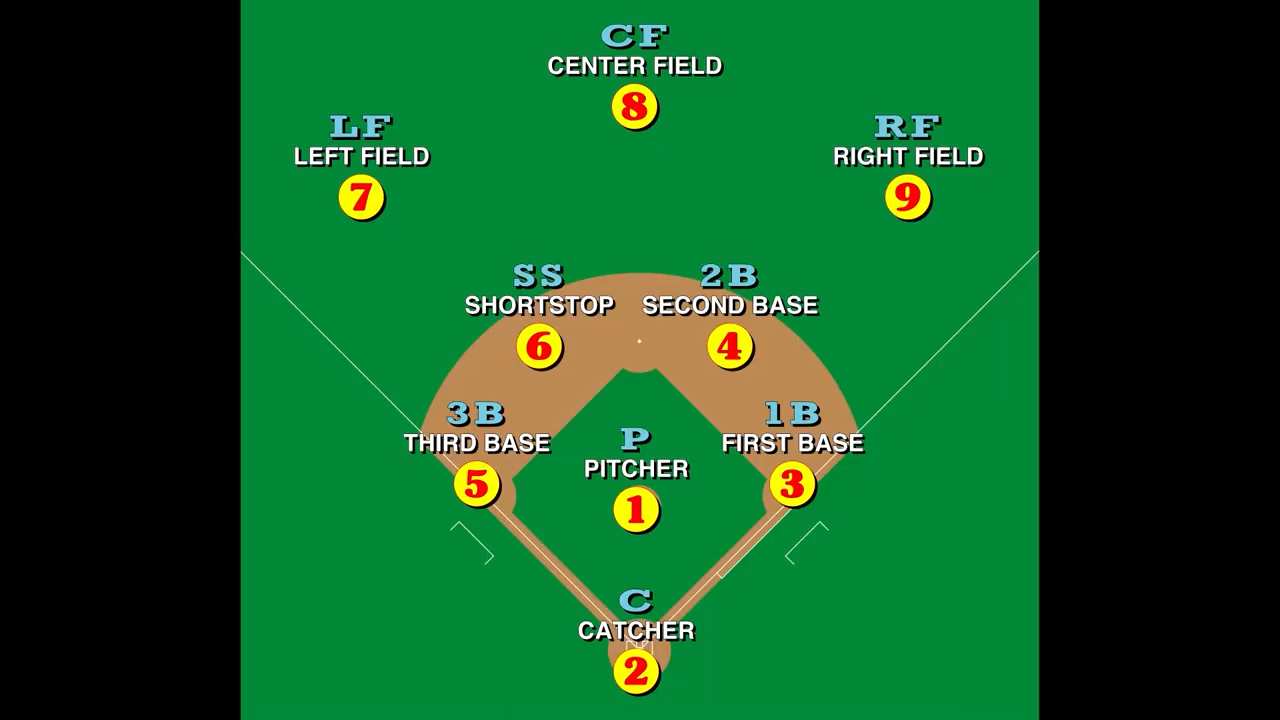 CF
CENTER FIELD
8
LF
LEFT FIELD
7
RF
RIGHT FIELD
9
SS
SHORTSTOP
6
2B
SECOND BASE
4
3B
THIRD BASE
5
P
PITCHER
1
1B
FIRST BASE
3
C
CATCHER
2